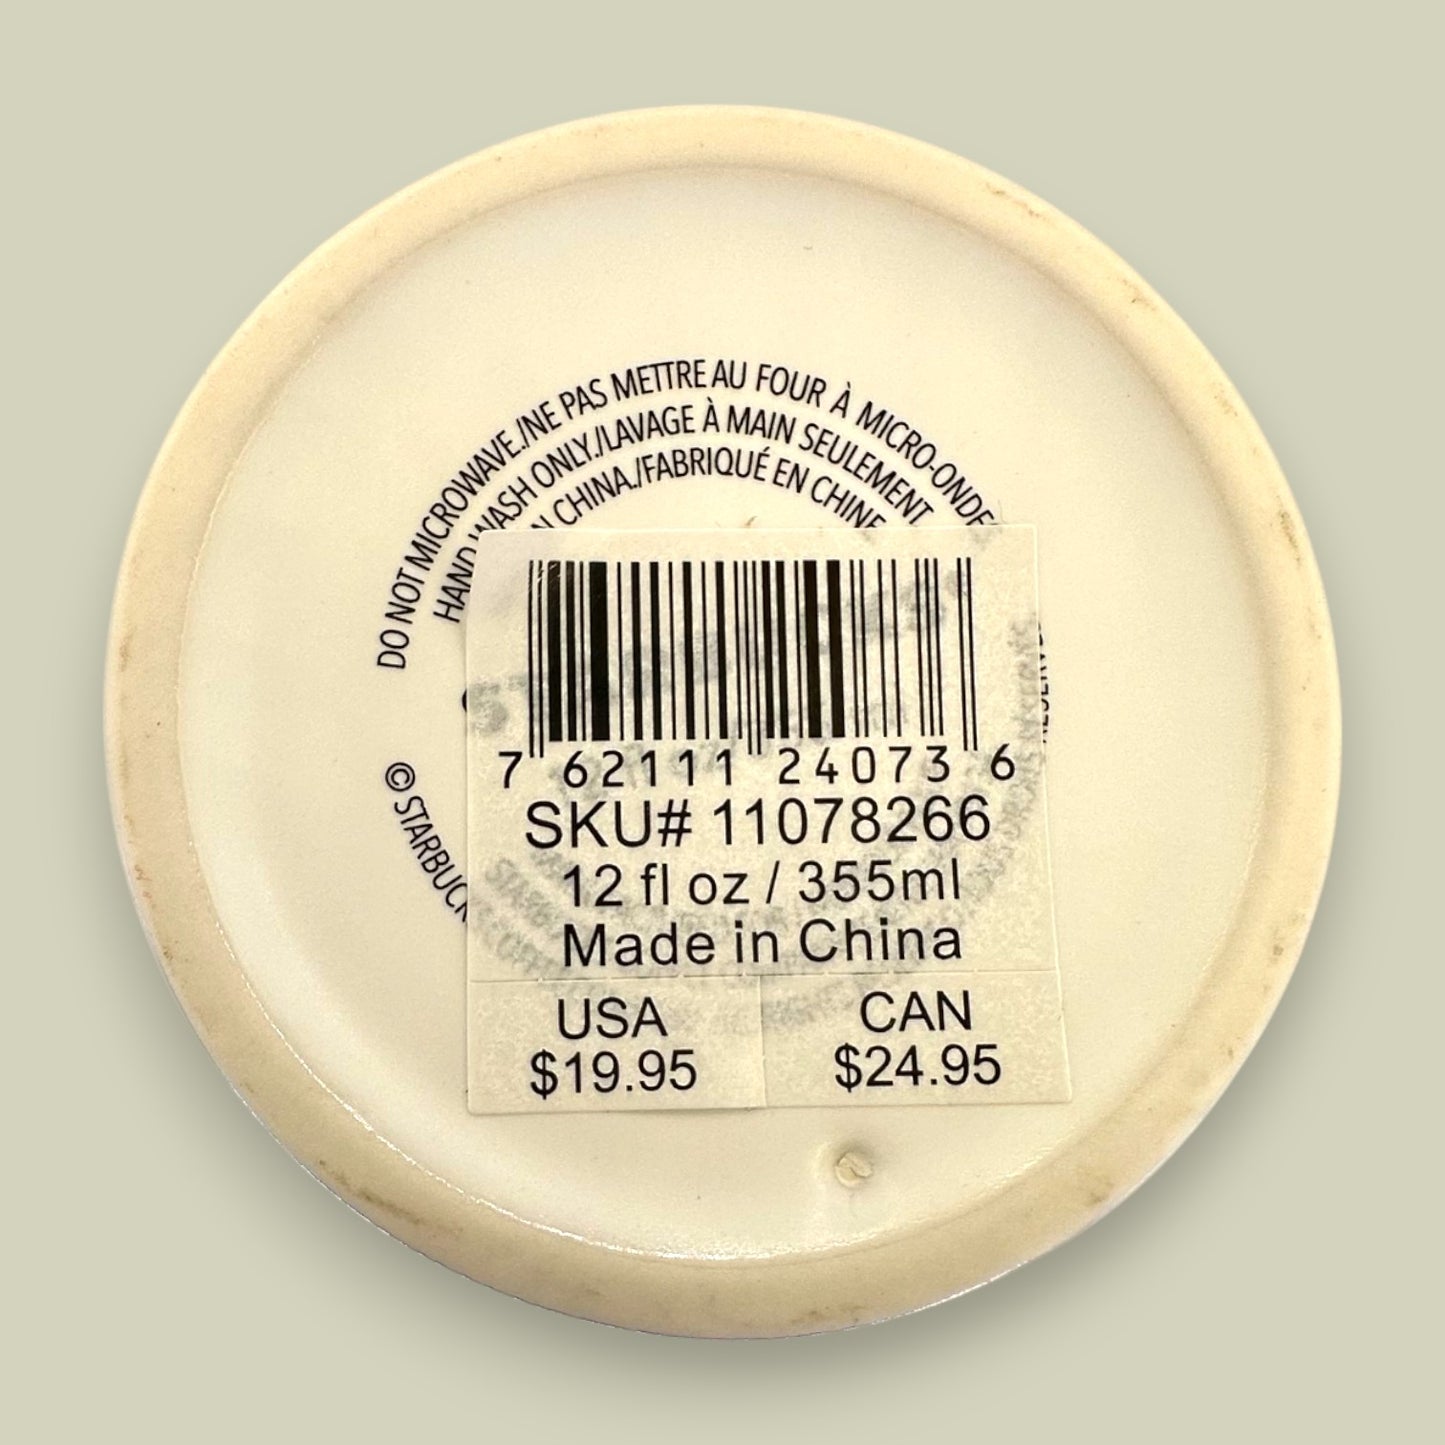 DO NOT MICROWAVE./NE PAS METTRE AU FOUR À MICRO-ONDE
HAND WASH ONLY./LAVAGE À MAIN SEULEMENT
IN CHINA./FABRIQUÉ EN CHINE
7 62111 24073 6
SKU# 11078266
12 fl oz / 355ml
Made in China
USA
$19.95
CAN
$24.95
© STARBUCK